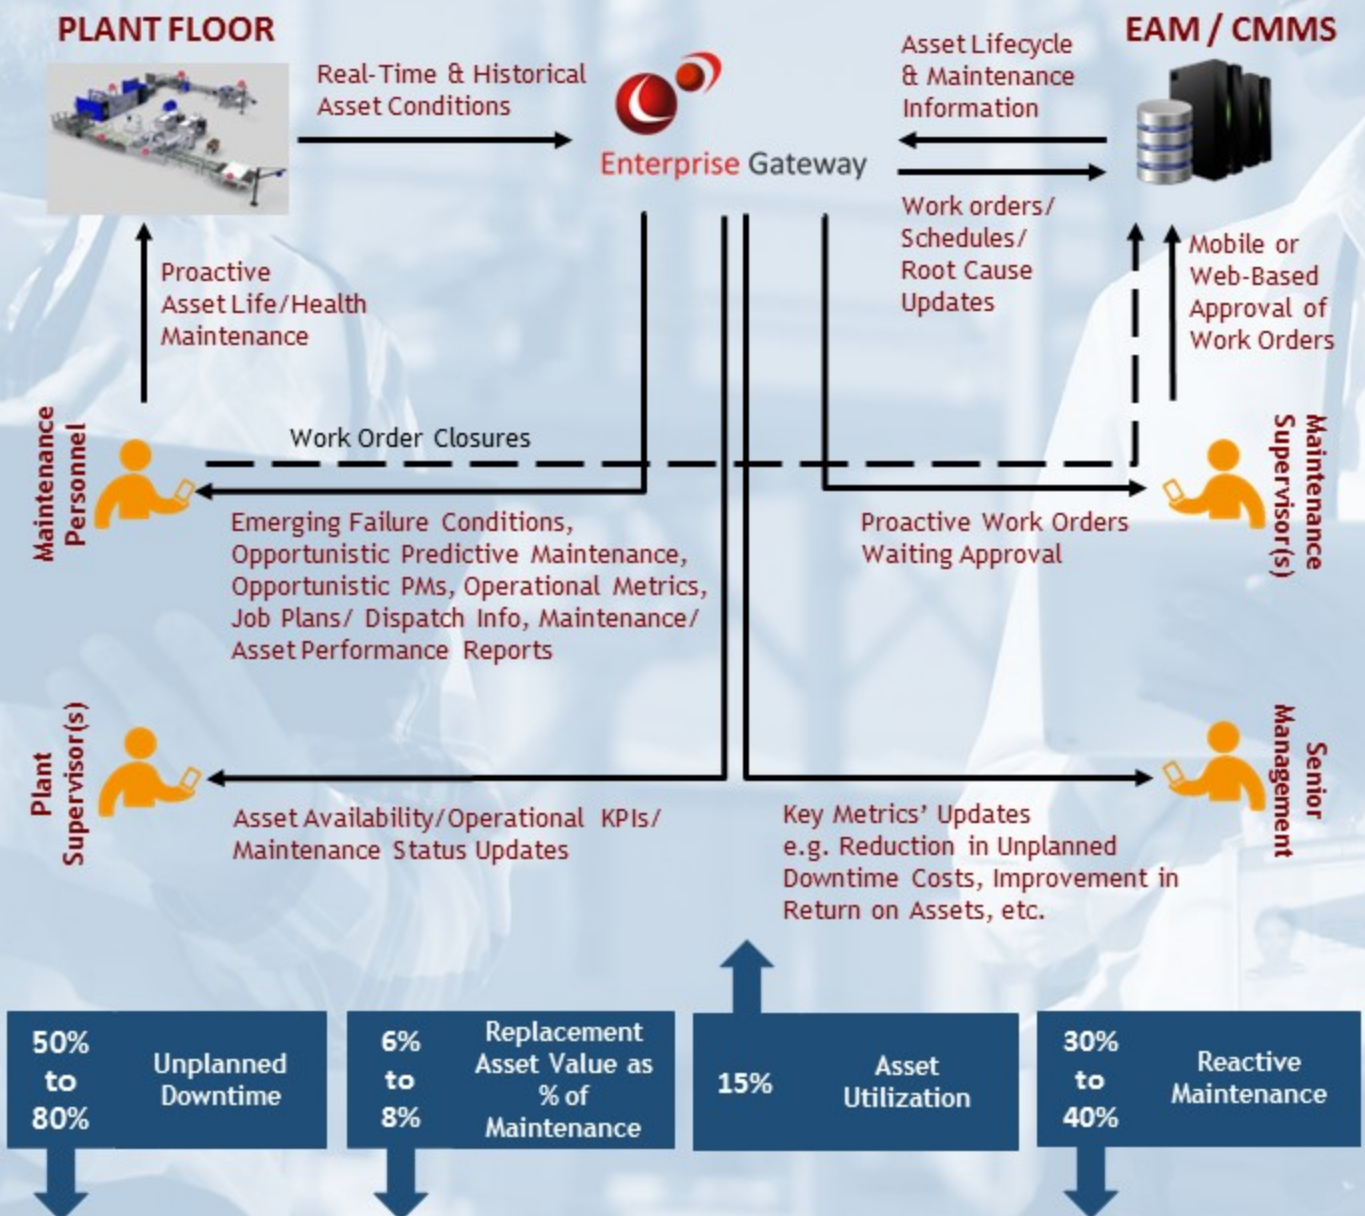 PLANT FLOOR
EAM / CMMS
Real-Time & Historical
Asset Conditions
Enterprise Gateway
Asset Lifecycle
& Maintenance
Information
Work orders/
Schedules/
Root Cause
Updates
Mobile or
Web-Based
Approval of
Work Orders
Proactive
Asset Life/Health
Maintenance
Maintenance
Personnel
Work Order Closures
Maintenance
Supervisor(s)
Emerging Failure Conditions,
Opportunistic Predictive Maintenance,
Opportunistic PMs, Operational Metrics,
Job Plans/ Dispatch Info, Maintenance/
Asset Performance Reports
Proactive Work Orders
Waiting Approval
Plant
Supervisor(s)
Asset Availability/Operational KPIs/
Maintenance Status Updates
Senior
Management
Key Metrics’ Updates
e.g. Reduction in Unplanned
Downtime Costs, Improvement in
Return on Assets, etc.
50%
to
80%
Unplanned
Downtime
6%
to
8%
Replacement
Asset Value as
% of
Maintenance
15%
Asset
Utilization
30%
to
40%
Reactive
Maintenance